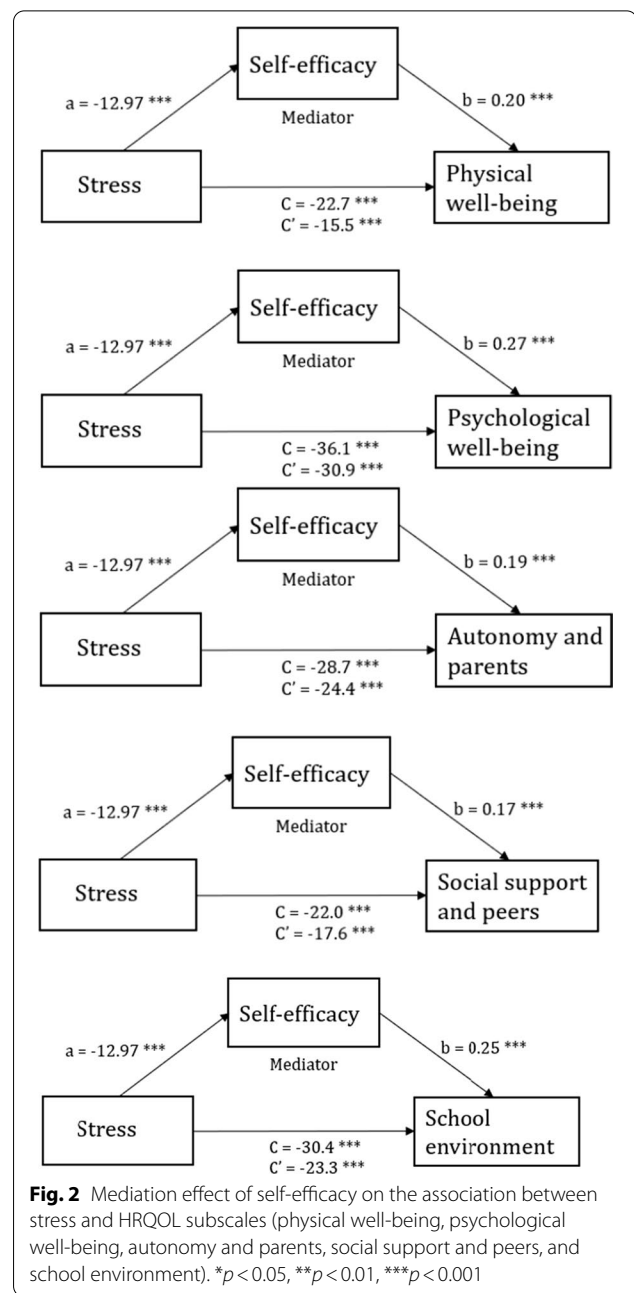 Self-efficacy
a = -12.97 ***
b = 0.20 ***
Mediator
Stress
Physical
well-being
C = -22.7 ***
C' = -15.5 ***
Self-efficacy
a = -12.97 ***
b = 0.27 ***
Mediator
Stress
Psychological
well-being
C = -36.1 ***
C' = -30.9 ***
Self-efficacy
a = -12.97 ***
b = 0.19 ***
Mediator
Stress
Autonomy and
parents
C = -28.7 ***
C' = -24.4 ***
Self-efficacy
a = -12.97 ***
b = 0.17 ***
Mediator
Stress
Social support
and peers
C = -22.0 ***
C' = -17.6 ***
Self-efficacy
a = -12.97 ***
b = 0.25 ***
Mediator
Stress
School
environment
C = -30.4 ***
C' = -23.3 ***
Fig. 2 Mediation effect of self-efficacy on the association between
stress and HRQOL subscales (physical well-being, psychological
well-being, autonomy and parents, social support and peers, and
school environment). *p < 0.05, **p < 0.01, ***p < 0.001